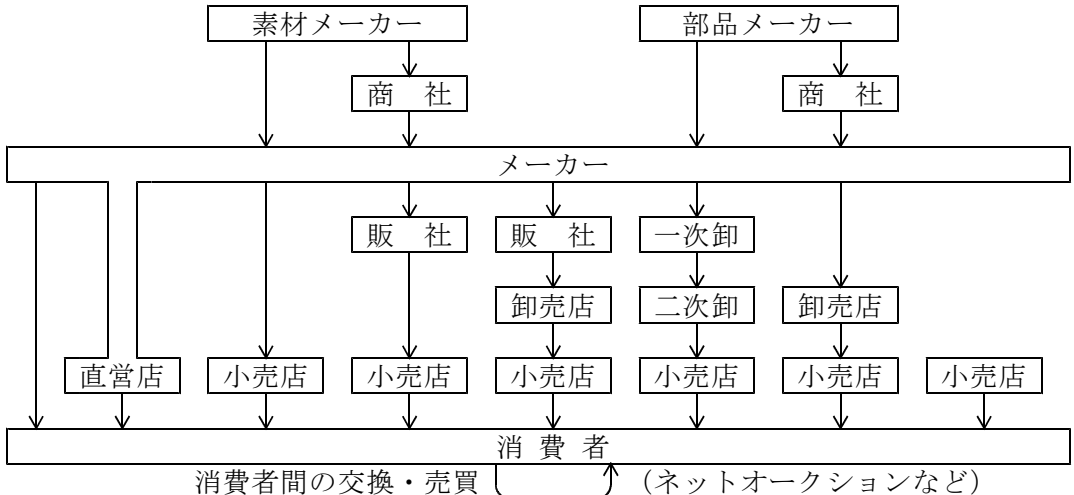 素材メーカー 部品メーカー
商 社 商 社
メーカー
販 社 販 社 一次卸
卸売店 二次卸 卸売店
直営店 小売店 小売店 小売店 小売店 小売店 小売店
消 費 者
消費者間の交換・売買 (ネットオークションなど)